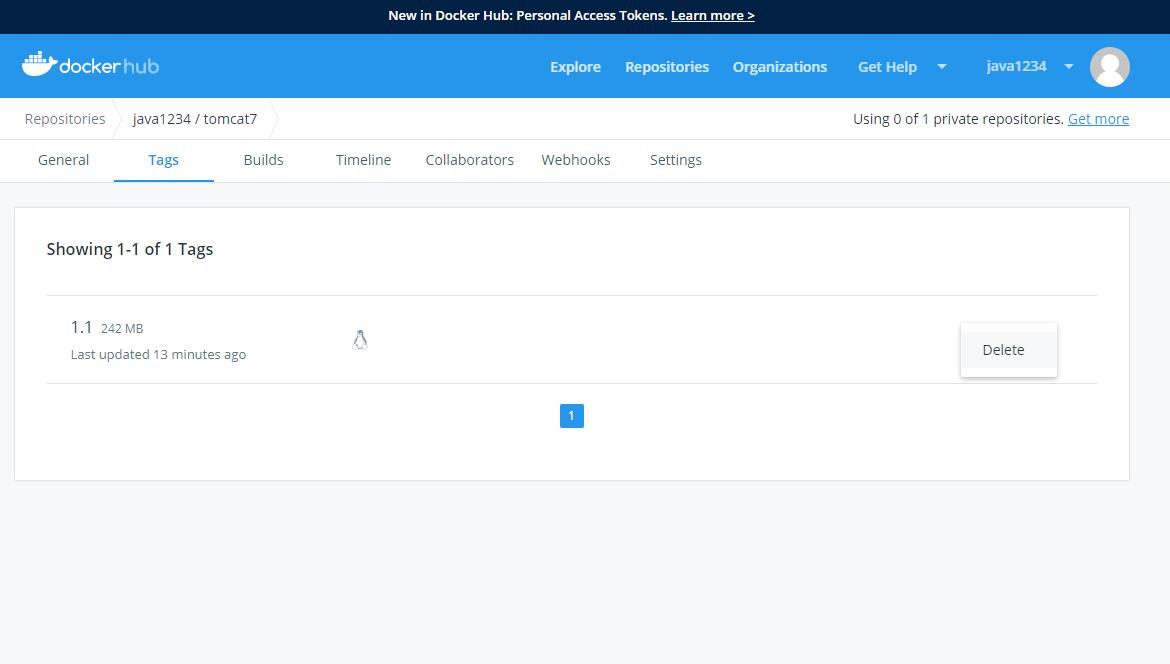 New in Docker Hub: Personal Access Tokens. Learn more >
dockerhub
Explore Repositories Organizations Get Help java1234
Repositories java1234 / tomcat7 Using 0 of 1 private repositories. Get more
General Tags Builds Timeline Collaborators Webhooks Settings
Showing 1-1 of 1 Tags
1.1 242 MB
Last updated 13 minutes ago
Delete
1